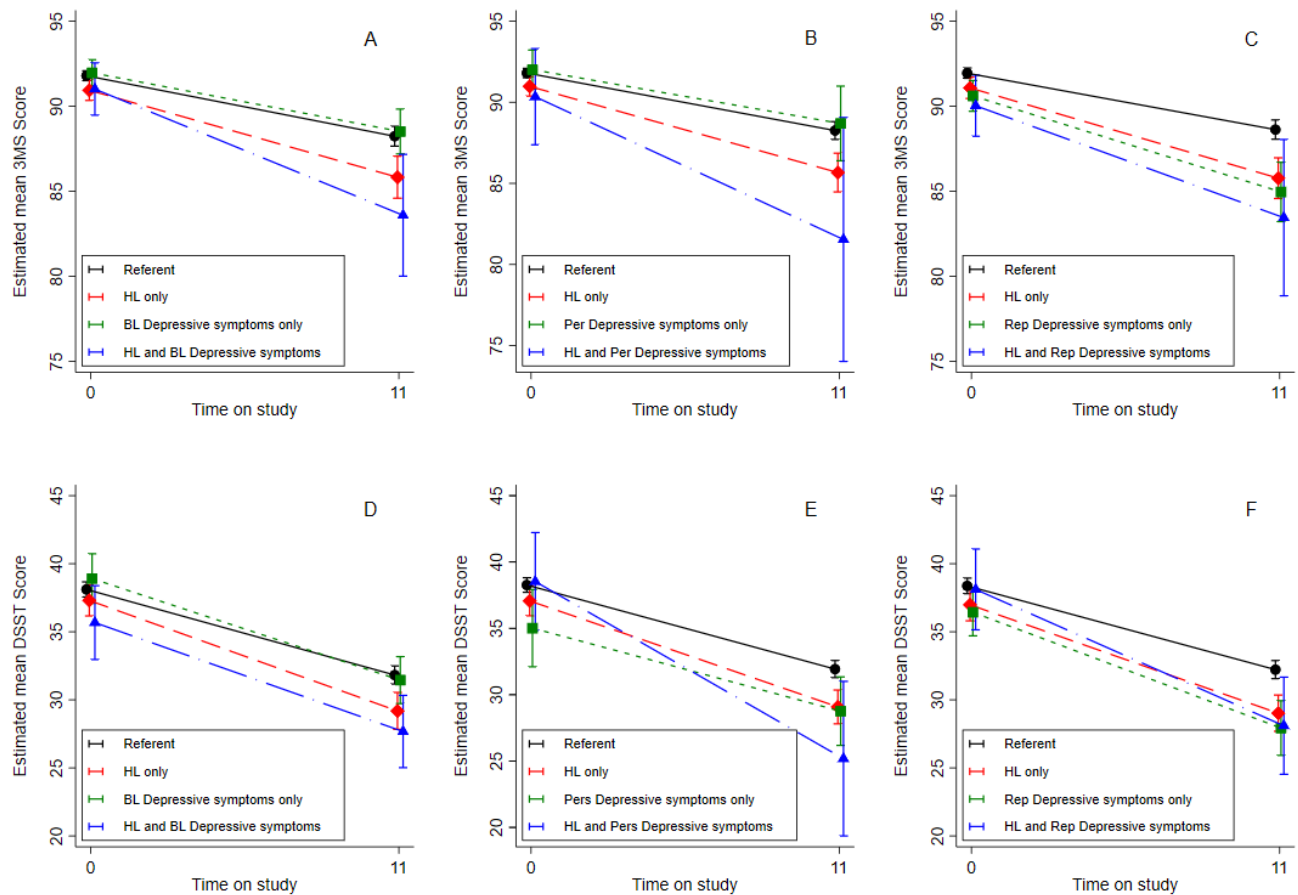 A
Estimated mean 3MS Score
95
90
85
80
75
Referent
HL only
BL Depressive symptoms only
HL and BL Depressive symptoms
0
11
Time on study
B
Estimated mean 3MS Score
95
90
85
80
75
Referent
HL only
Per Depressive symptoms only
HL and Per Depressive symptoms
0
11
Time on study
C
Estimated mean 3MS Score
95
90
85
80
75
Referent
HL only
Rep Depressive symptoms only
HL and Rep Depressive symptoms
0
11
Time on study
D
Estimated mean DSST Score
45
40
35
30
25
20
Referent
HL only
BL Depressive symptoms only
HL and BL Depressive symptoms
0
11
Time on study
E
Estimated mean DSST Score
45
40
35
30
25
20
Referent
HL only
Pers Depressive symptoms only
HL and Pers Depressive symptoms
0
11
Time on study
F
Estimated mean DSST Score
45
40
35
30
25
20
Referent
HL only
Rep Depressive symptoms only
HL and Rep Depressive symptoms
0
11
Time on study